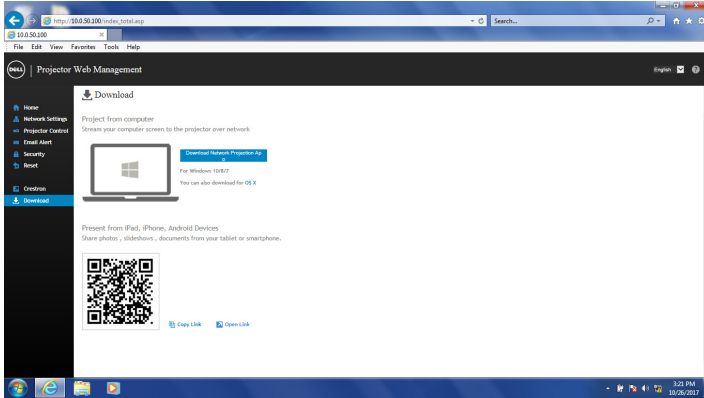 http://10.0.50.100/index_total.asp
Search...
10.0.50.100
File Edit View Favorites Tools Help
DELL
Projector Web Management
English
Download
Home
Network Settings
Projector Control
Email Alert
Security
Reset
Crestron
Download
Project from computer
Stream your computer screen to the projector over network
Download Network Projection Ap
p
For Windows 10/8/7
You can also download for OS X
Present from iPad, iPhone, Android Devices
Share photos , slideshows , documents from your tablet or smartphone.
Copy Link
Open Link
3:21 PM
10/26/2017